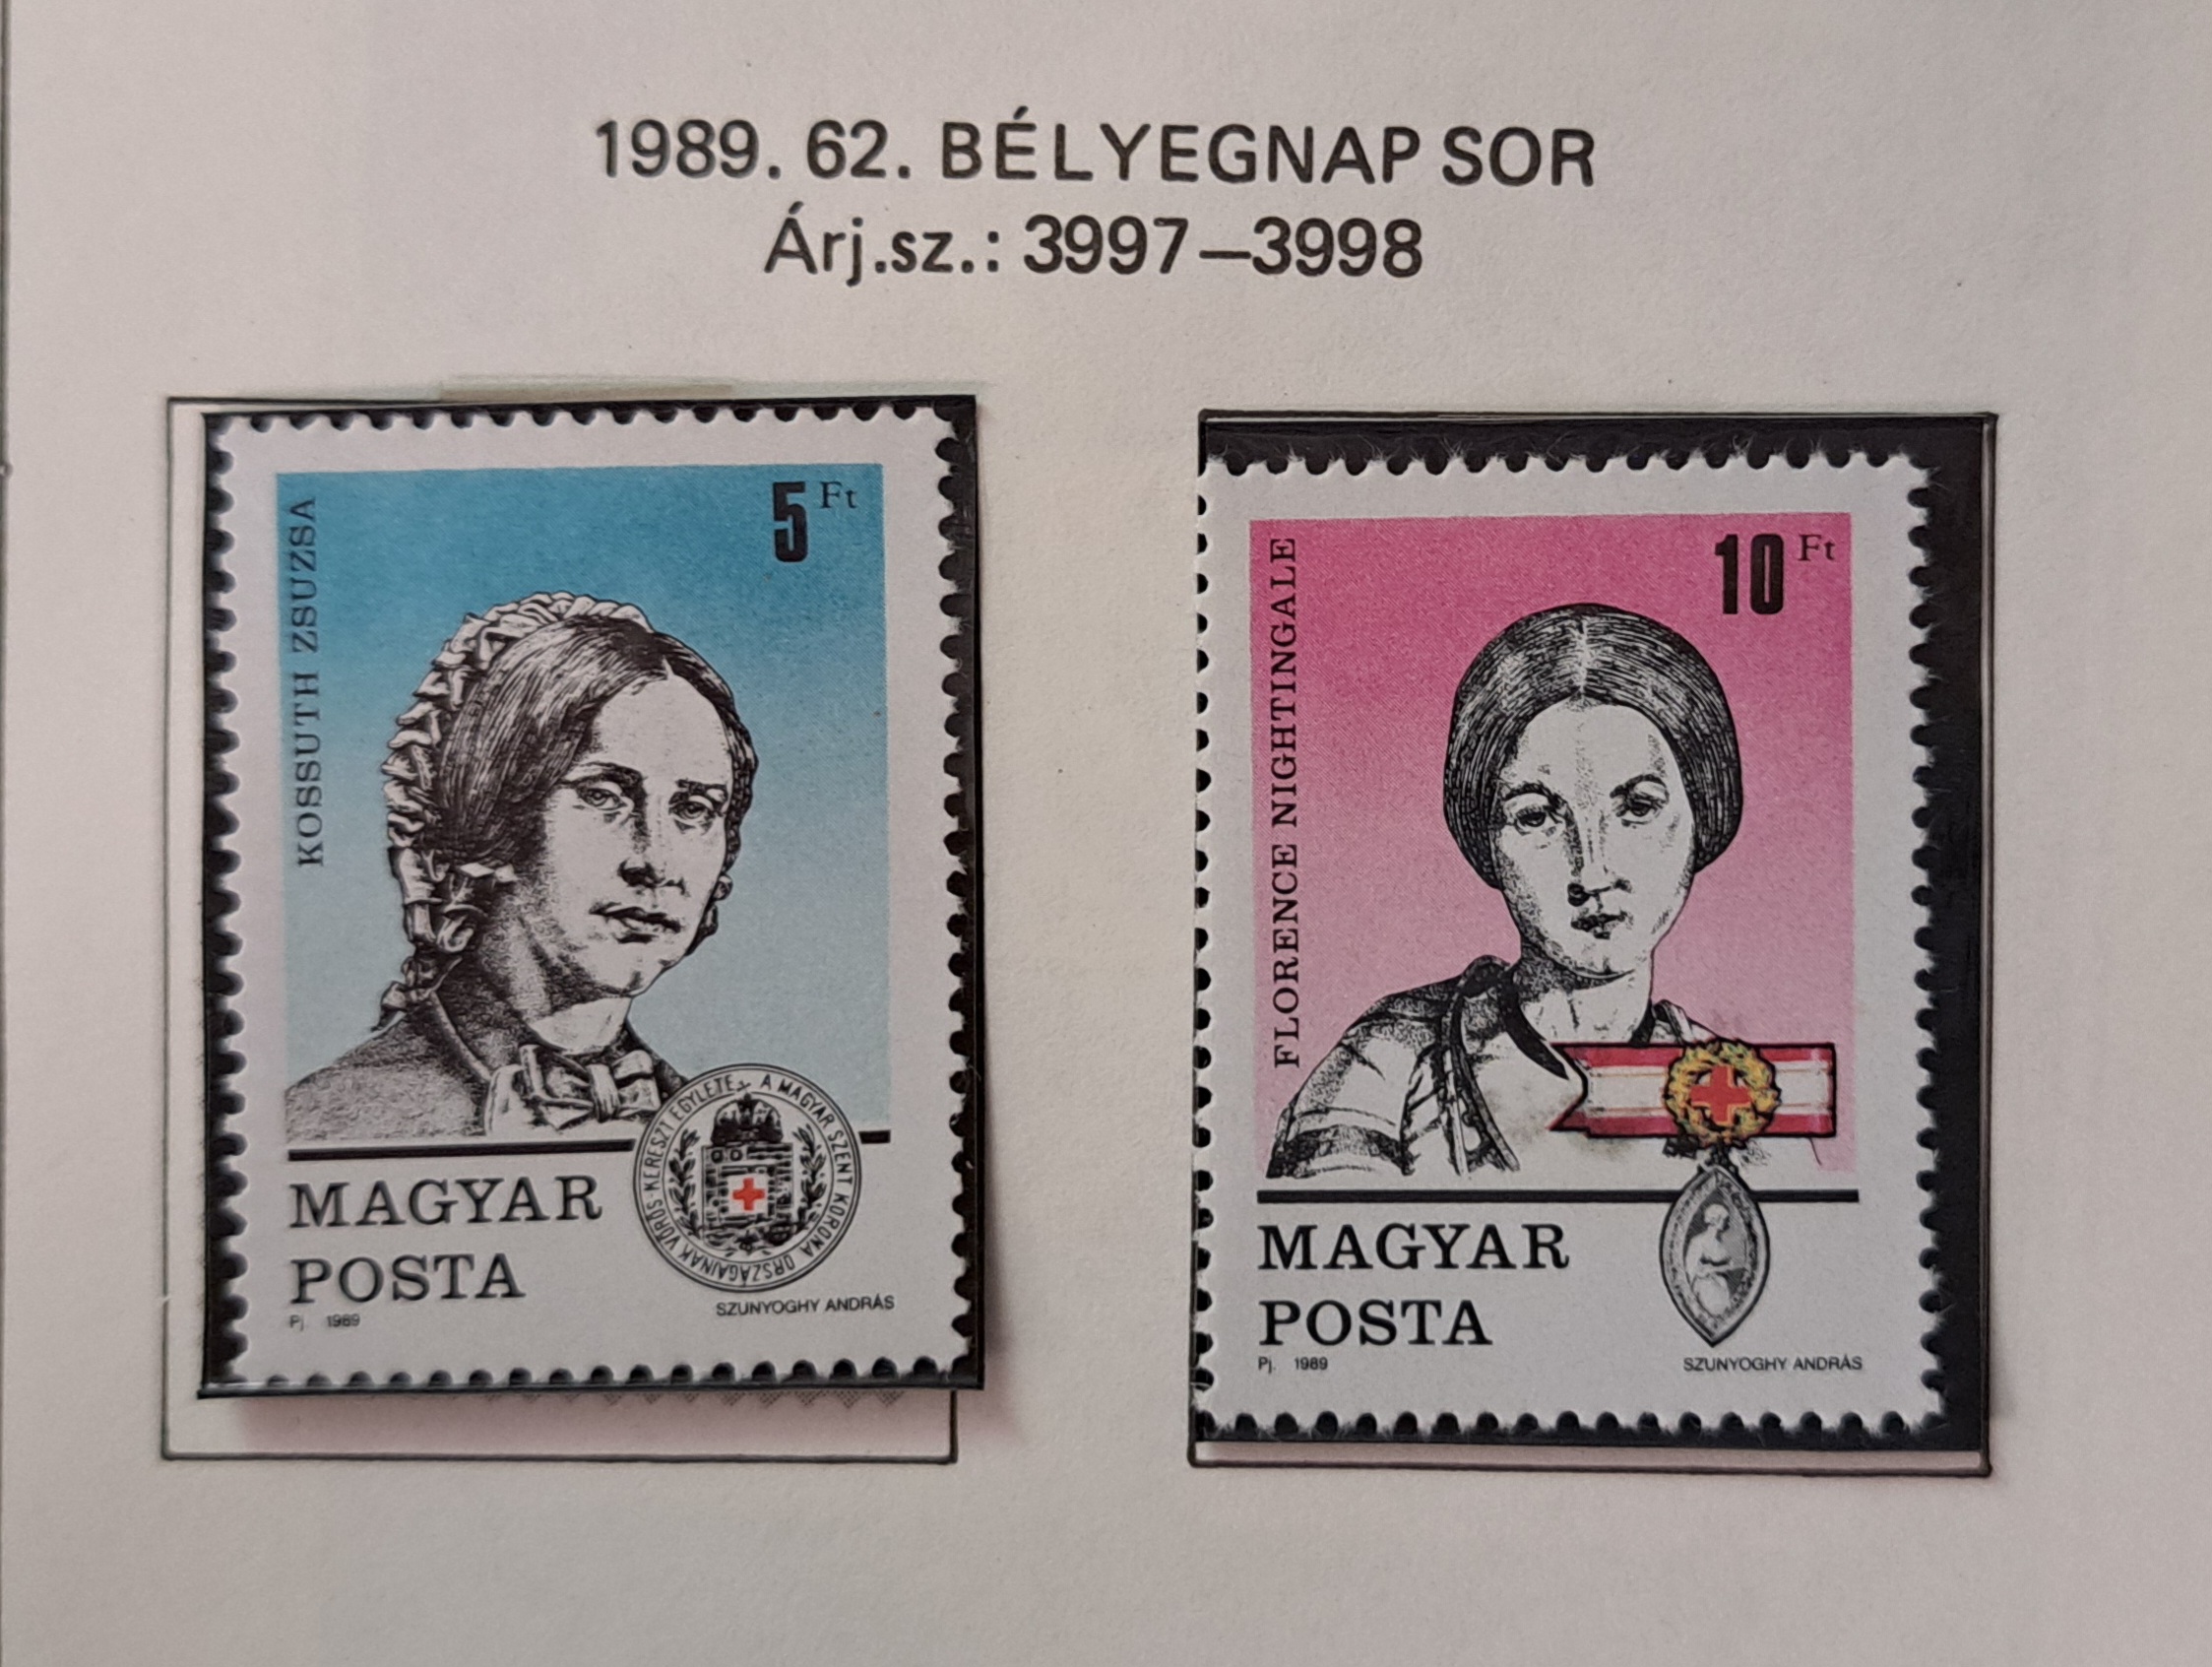 1989. 62. BÉLYEGNAP SOR
Árj.sz.: 3997–3998
KOSSUTH ZSUZSA
5 Ft
A MAGYAR SZENT KORONA ORSZÁGAINAK VÖRÖS-KERESZT EGYLETE
MAGYAR
POSTA
Pj. 1989
SZUNYOGHY ANDRÁS
FLORENCE NIGHTINGALE
10 Ft
MAGYAR
POSTA
Pj. 1989
SZUNYOGHY ANDRÁS